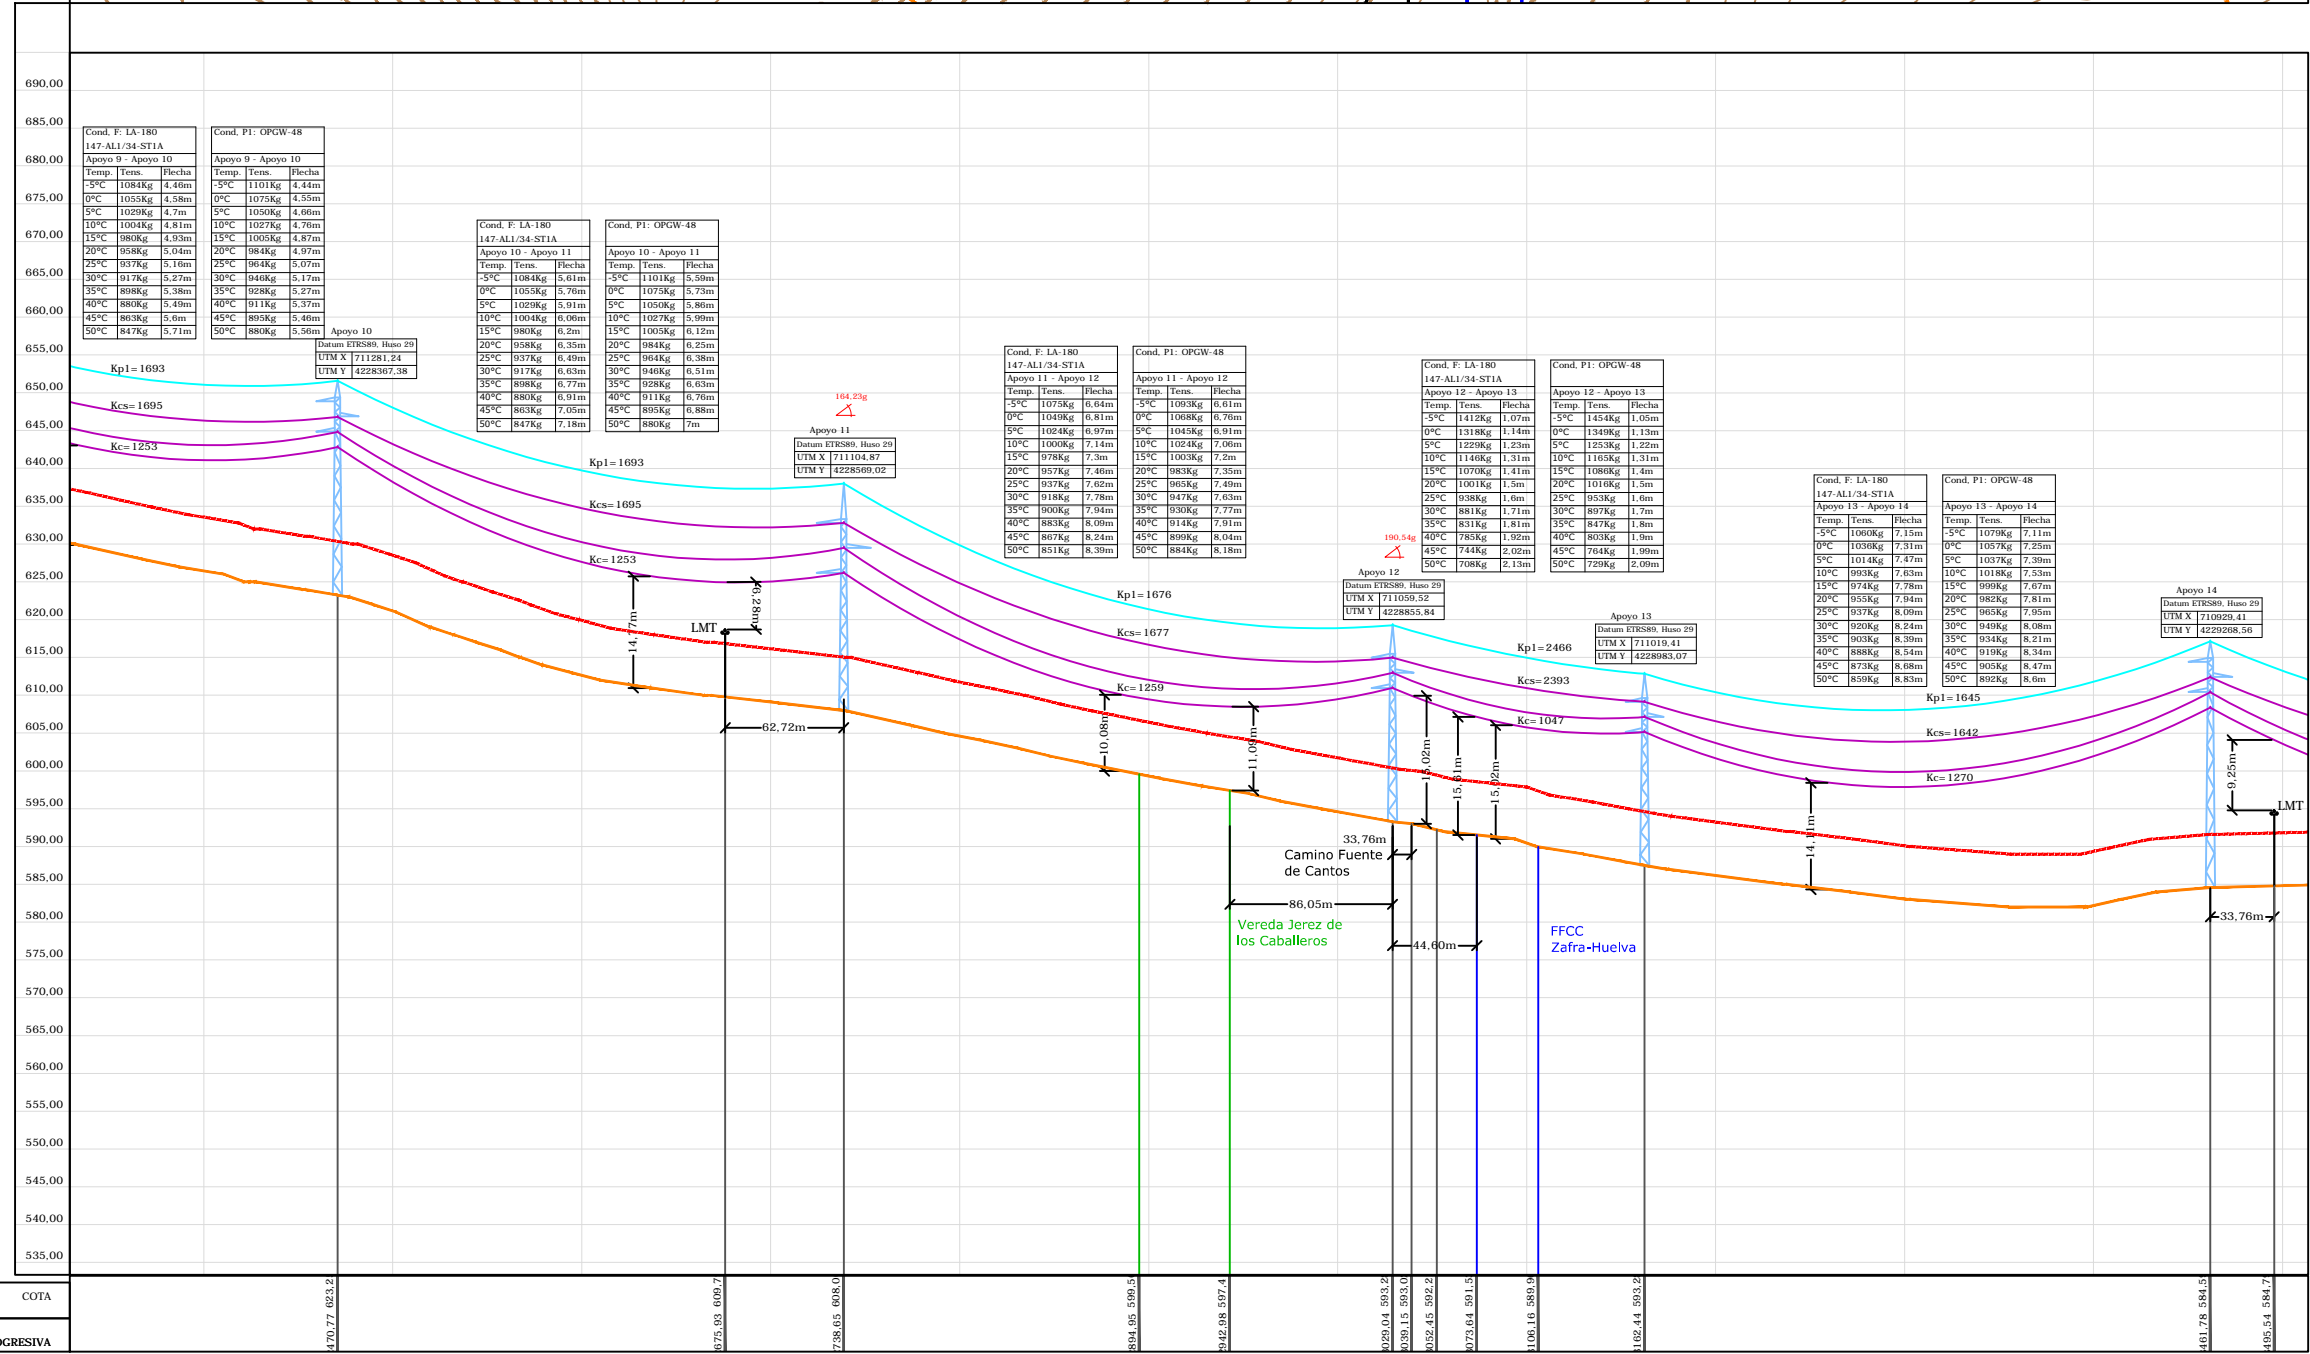 690,00
685,00
680,00
675,00
670,00
665,00
660,00
655,00
650,00
645,00
640,00
635,00
630,00
625,00
620,00
615,00
610,00
605,00
600,00
595,00
590,00
585,00
580,00
575,00
570,00
565,00
560,00
555,00
550,00
545,00
540,00
535,00
Cond, F: LA-180
147-AL1/34-ST1A
Apoyo 9 - Apoyo 10
Temp. Tens. Flecha
-5°C 1084Kg 4,46m
0°C 1055Kg 4,58m
5°C 1029Kg 4,7m
10°C 1004Kg 4,81m
15°C 980Kg 4,93m
20°C 958Kg 5,04m
25°C 937Kg 5,16m
30°C 917Kg 5,27m
35°C 898Kg 5,38m
40°C 880Kg 5,49m
45°C 863Kg 5,6m
50°C 847Kg 5,71m
Cond, P1: OPGW-48
Apoyo 9 - Apoyo 10
Temp. Tens. Flecha
-5°C 1101Kg 4,44m
0°C 1075Kg 4,55m
5°C 1050Kg 4,66m
10°C 1027Kg 4,76m
15°C 1005Kg 4,87m
20°C 984Kg 4,97m
25°C 964Kg 5,07m
30°C 946Kg 5,17m
35°C 928Kg 5,27m
40°C 911Kg 5,37m
45°C 895Kg 5,46m
50°C 880Kg 5,56m
Apoyo 10
Datum ETRS89, Huso 29
UTM X 711281,24
UTM Y 4228367,38
Kp1=1693
Kcs=1695
Kc=1253
Cond, F: LA-180
147-AL1/34-ST1A
Apoyo 10 - Apoyo 11
Temp. Tens. Flecha
-5°C 1084Kg 5,61m
0°C 1055Kg 5,76m
5°C 1029Kg 5,91m
10°C 1004Kg 6,06m
15°C 980Kg 6,2m
20°C 958Kg 6,35m
25°C 937Kg 6,49m
30°C 917Kg 6,63m
35°C 898Kg 6,77m
40°C 880Kg 6,91m
45°C 863Kg 7,05m
50°C 847Kg 7,18m
Cond, P1: OPGW-48
Apoyo 10 - Apoyo 11
Temp. Tens. Flecha
-5°C 1101Kg 5,59m
0°C 1075Kg 5,73m
5°C 1050Kg 5,86m
10°C 1027Kg 5,99m
15°C 1005Kg 6,12m
20°C 984Kg 6,25m
25°C 964Kg 6,38m
30°C 946Kg 6,51m
35°C 928Kg 6,63m
40°C 911Kg 6,76m
45°C 895Kg 6,88m
50°C 880Kg 7m
164,23g
Apoyo 11
Datum ETRS89, Huso 29
UTM X 711104,87
UTM Y 4228569,02
Kp1=1693
Kcs=1695
Kc=1253
6,28m
LMT
62,72m
Cond, F: LA-180
147-AL1/34-ST1A
Apoyo 11 - Apoyo 12
Temp. Tens. Flecha
-5°C 1075Kg 6,64m
0°C 1049Kg 6,81m
5°C 1024Kg 6,97m
10°C 1000Kg 7,14m
15°C 978Kg 7,3m
20°C 957Kg 7,46m
25°C 937Kg 7,62m
30°C 918Kg 7,78m
35°C 900Kg 7,94m
40°C 883Kg 8,09m
45°C 867Kg 8,24m
50°C 851Kg 8,39m
Cond, P1: OPGW-48
Apoyo 11 - Apoyo 12
Temp. Tens. Flecha
-5°C 1093Kg 6,61m
0°C 1068Kg 6,76m
5°C 1045Kg 6,91m
10°C 1024Kg 7,06m
15°C 1003Kg 7,2m
20°C 983Kg 7,35m
25°C 965Kg 7,49m
30°C 947Kg 7,63m
35°C 930Kg 7,77m
40°C 914Kg 7,91m
45°C 899Kg 8,04m
50°C 884Kg 8,18m
Kp1=1676
Kcs=1677
Kc=1259
10,08m
11,09m
190,54g
Apoyo 12
Datum ETRS89, Huso 29
UTM X 711059,52
UTM Y 4228855,84
Cond, F: LA-180
147-AL1/34-ST1A
Apoyo 12 - Apoyo 13
Temp. Tens. Flecha
-5°C 1412Kg 1,07m
0°C 1318Kg 1,14m
5°C 1229Kg 1,23m
10°C 1146Kg 1,31m
15°C 1070Kg 1,41m
20°C 1001Kg 1,5m
25°C 938Kg 1,6m
30°C 881Kg 1,71m
35°C 831Kg 1,81m
40°C 785Kg 1,92m
45°C 744Kg 2,02m
50°C 708Kg 2,13m
Cond, P1: OPGW-48
Apoyo 12 - Apoyo 13
Temp. Tens. Flecha
-5°C 1454Kg 1,05m
0°C 1349Kg 1,13m
5°C 1253Kg 1,22m
10°C 1165Kg 1,31m
15°C 1086Kg 1,4m
20°C 1016Kg 1,5m
25°C 953Kg 1,6m
30°C 897Kg 1,7m
35°C 847Kg 1,8m
40°C 803Kg 1,9m
45°C 764Kg 1,99m
50°C 729Kg 2,09m
Kp1=2466
Kcs=2393
Kc=1047
15,02m
15,61m
33,76m
Camino Fuente
de Cantos
86,05m
Vereda Jerez de
los Caballeros
44,60m
FFCC
Zafra-Huelva
Apoyo 13
Datum ETRS89, Huso 29
UTM X 711019,41
UTM Y 4228983,07
Cond, F: LA-180
147-AL1/34-ST1A
Apoyo 13 - Apoyo 14
Temp. Tens. Flecha
-5°C 1060Kg 7,15m
0°C 1036Kg 7,31m
5°C 1014Kg 7,47m
10°C 993Kg 7,63m
15°C 974Kg 7,78m
20°C 955Kg 7,94m
25°C 937Kg 8,09m
30°C 920Kg 8,24m
35°C 903Kg 8,39m
40°C 888Kg 8,54m
45°C 873Kg 8,68m
50°C 859Kg 8,83m
Cond, P1: OPGW-48
Apoyo 13 - Apoyo 14
Temp. Tens. Flecha
-5°C 1079Kg 7,11m
0°C 1057Kg 7,25m
5°C 1037Kg 7,39m
10°C 1018Kg 7,53m
15°C 999Kg 7,67m
20°C 982Kg 7,81m
25°C 965Kg 7,95m
30°C 949Kg 8,08m
35°C 934Kg 8,21m
40°C 919Kg 8,34m
45°C 905Kg 8,47m
50°C 892Kg 8,6m
Kp1=1645
Kcs=1642
Kc=1270
14,11m
Apoyo 14
Datum ETRS89, Huso 29
UTM X 710929,41
UTM Y 4229268,56
9,25m
LMT
33,76m
COTA
OGRESIVA
470,77 623,2
675,93 609,7
738,65 608,0
894,95 599,5
942,98 597,4
3029,04 593,2
3039,15 593,0
3052,45 592,2
3073,64 591,5
3106,16 589,9
3162,44 593,2
461,78 584,5
495,54 584,7